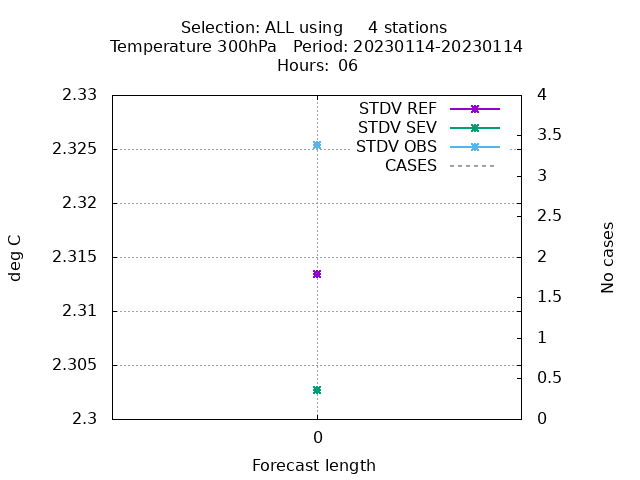 Selection: ALL using     4 stations
Temperature 300hPa   Period: 20230114-20230114
Hours:  06
2.33
2.325
2.32
2.315
2.31
2.305
2.3
deg C
STDV REF
STDV SEV
STDV OBS
CASES
4
3.5
3
2.5
2
1.5
1
0.5
0
No cases
0
Forecast length